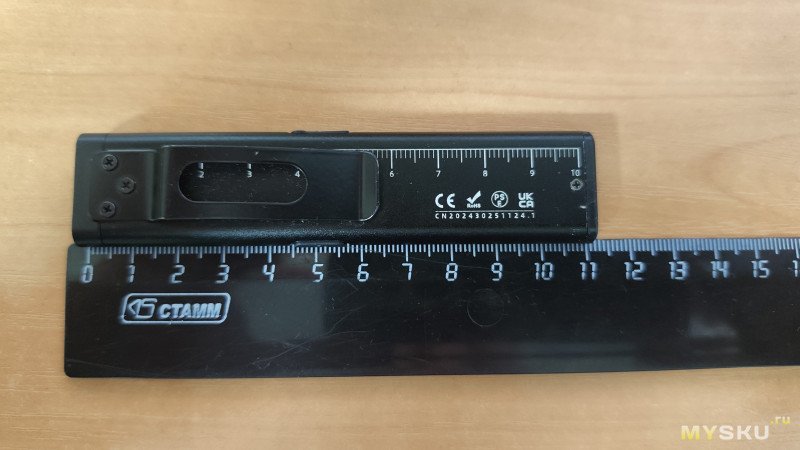 2 3 4 6 7 8 9 10
CE RoHS PS E UK CA
CN202430251124.1
0 1 2 3 4 5 6 7 8 9 10 11 12 13 14 15
СТАММ
MYSKU.ru